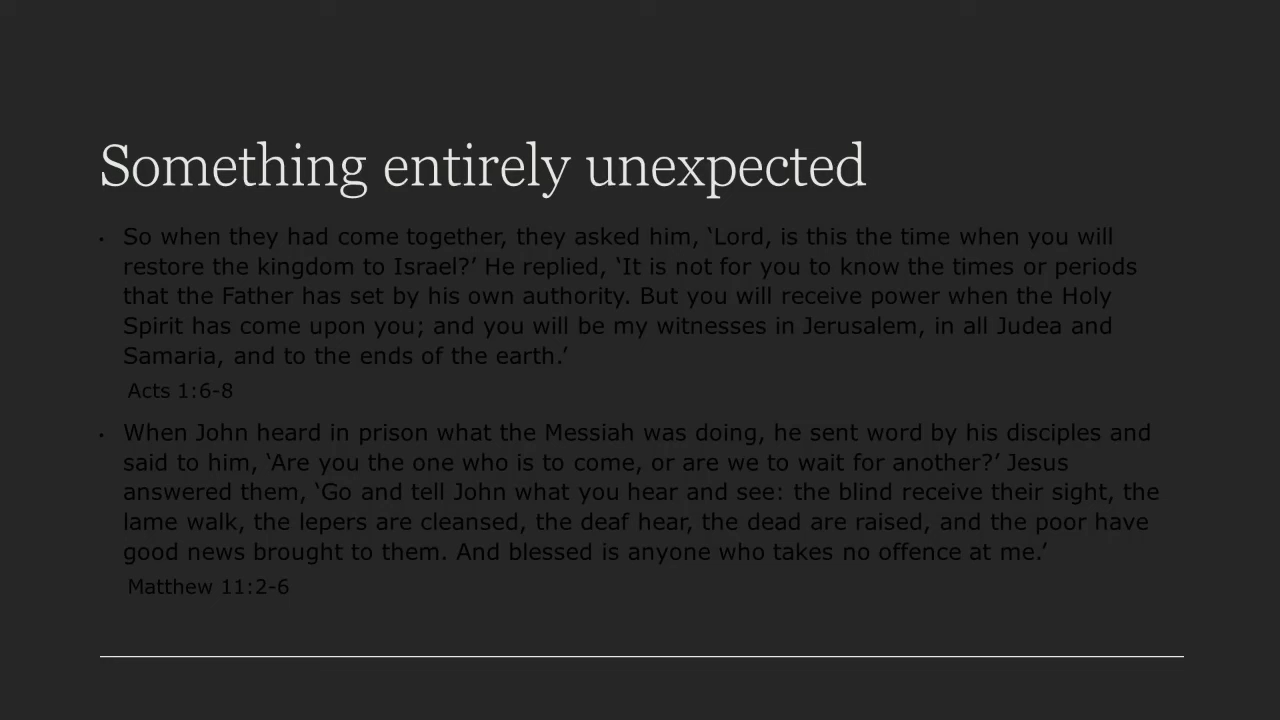 Something entirely unexpected
• So when they had come together, they asked him, ‘Lord, is this the time when you will
restore the kingdom to Israel?’ He replied, ‘It is not for you to know the times or periods
that the Father has set by his own authority. But you will receive power when the Holy
Spirit has come upon you; and you will be my witnesses in Jerusalem, in all Judea and
Samaria, and to the ends of the earth.’
Acts 1:6-8
• When John heard in prison what the Messiah was doing, he sent word by his disciples and
said to him, ‘Are you the one who is to come, or are we to wait for another?’ Jesus
answered them, ‘Go and tell John what you hear and see: the blind receive their sight, the
lame walk, the lepers are cleansed, the deaf hear, the dead are raised, and the poor have
good news brought to them. And blessed is anyone who takes no offence at me.’
Matthew 11:2-6